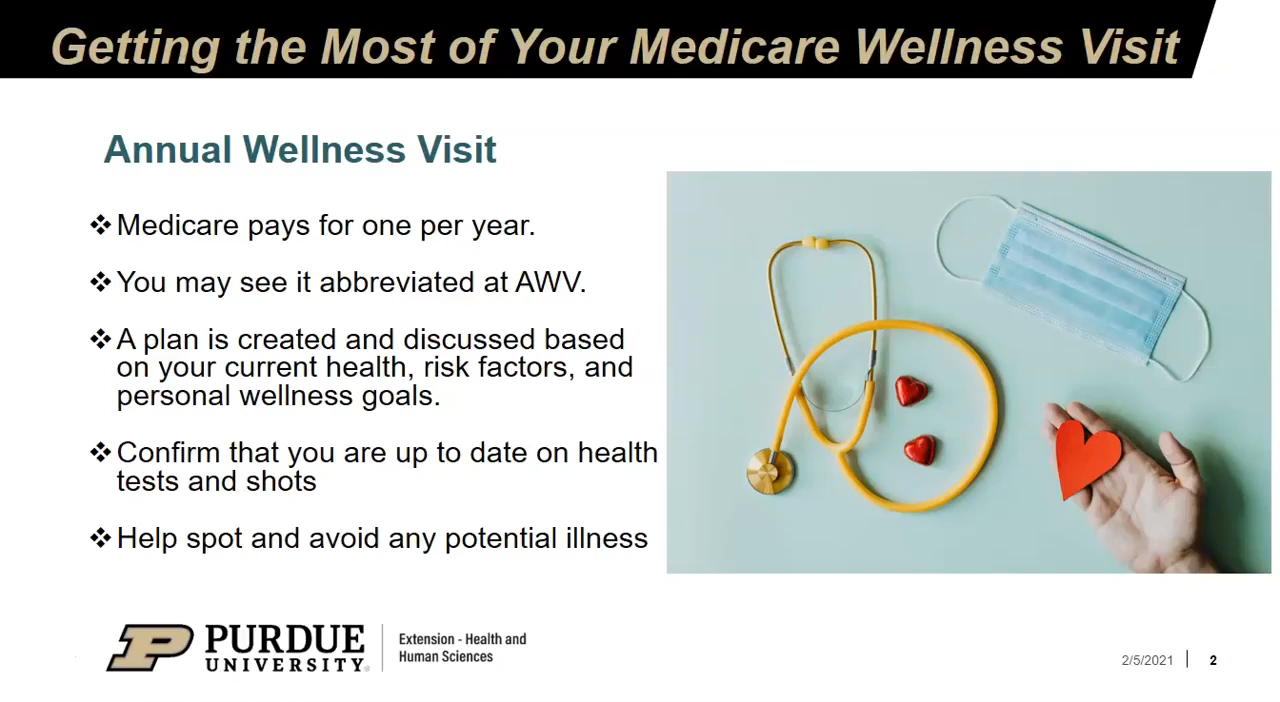 Getting the Most of Your Medicare Wellness Visit
Annual Wellness Visit
❖ Medicare pays for one per year.
❖ You may see it abbreviated at AWV.
❖ A plan is created and discussed based
on your current health, risk factors, and
personal wellness goals.
❖ Confirm that you are up to date on health
tests and shots
❖ Help spot and avoid any potential illness
P PURDUE
UNIVERSITY®
Extension - Health and
Human Sciences
2/5/2021 | 2